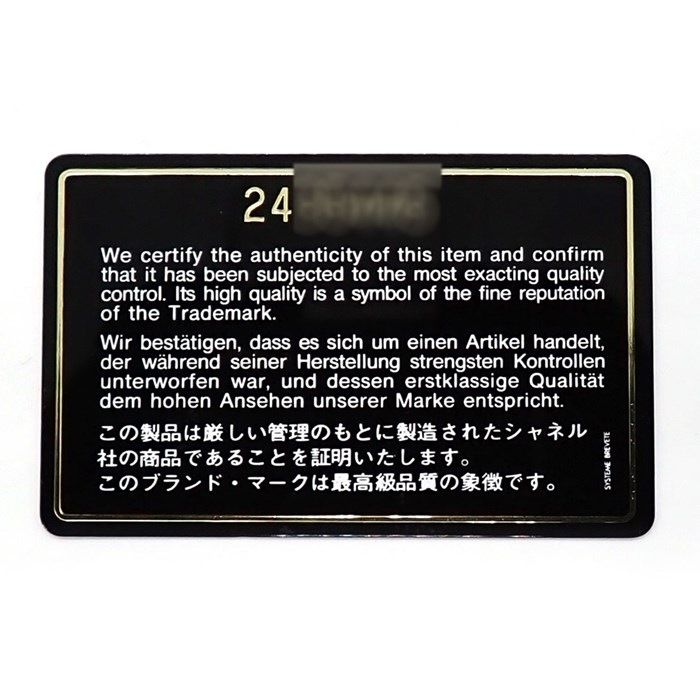 24
We certify the authenticity of this item and confirm
that it has been subjected to the most exacting quality
control. Its high quality is a symbol of the fine reputation
of the Trademark.
Wir bestätigen, dass es sich um einen Artikel handelt,
der während seiner Herstellung strengsten Kontrollen
unterworfen war, und dessen erstklassige Qualität
dem hohen Ansehen unserer Marke entspricht.
この製品は厳しい管理のもとに製造されたシャネル
社の商品であることを証明いたします。
このブランド・マークは最高級品質の象徴です。
SYSTEME BREVETE